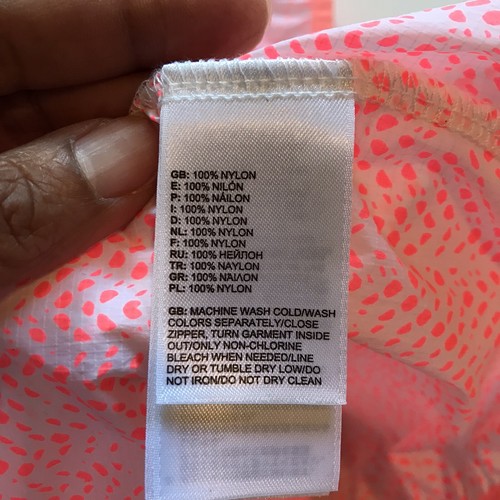 GB: 100% NYLON
E: 100% NILÓN
P: 100% NÁILON
I: 100% NYLON
D: 100% NYLON
NL: 100% NYLON
F: 100% NYLON
RU: 100% НЕЙЛОН
TR: 100% NAYLON
GR: 100% ΝΑΪΛΟΝ
PL: 100% NYLON
GB: MACHINE WASH COLD/WASH
COLORS SEPARATELY/CLOSE
ZIPPER, TURN GARMENT INSIDE
OUT/ONLY NON-CHLORINE
BLEACH WHEN NEEDED/LINE
DRY OR TUMBLE DRY LOW/DO
NOT IRON/DO NOT DRY CLEAN